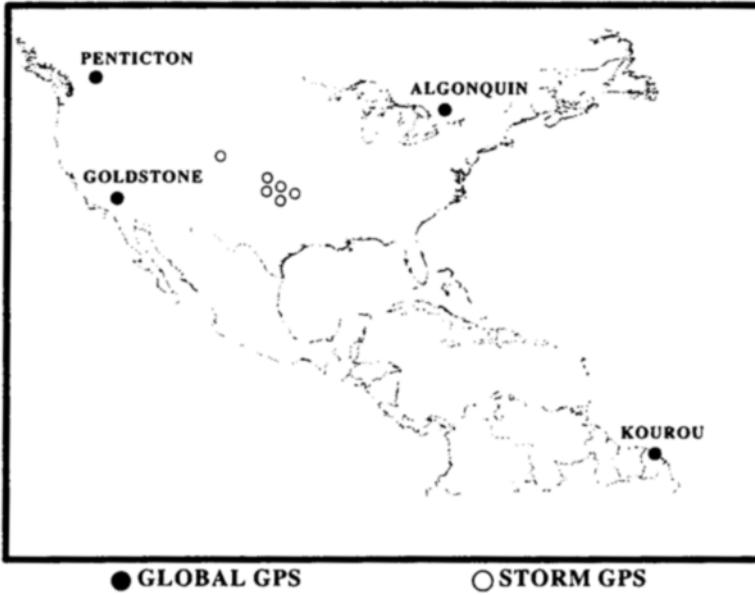 PENTICTON
ALGONQUIN
GOLDSTONE
KOUROU
GLOBAL GPS
STORM GPS